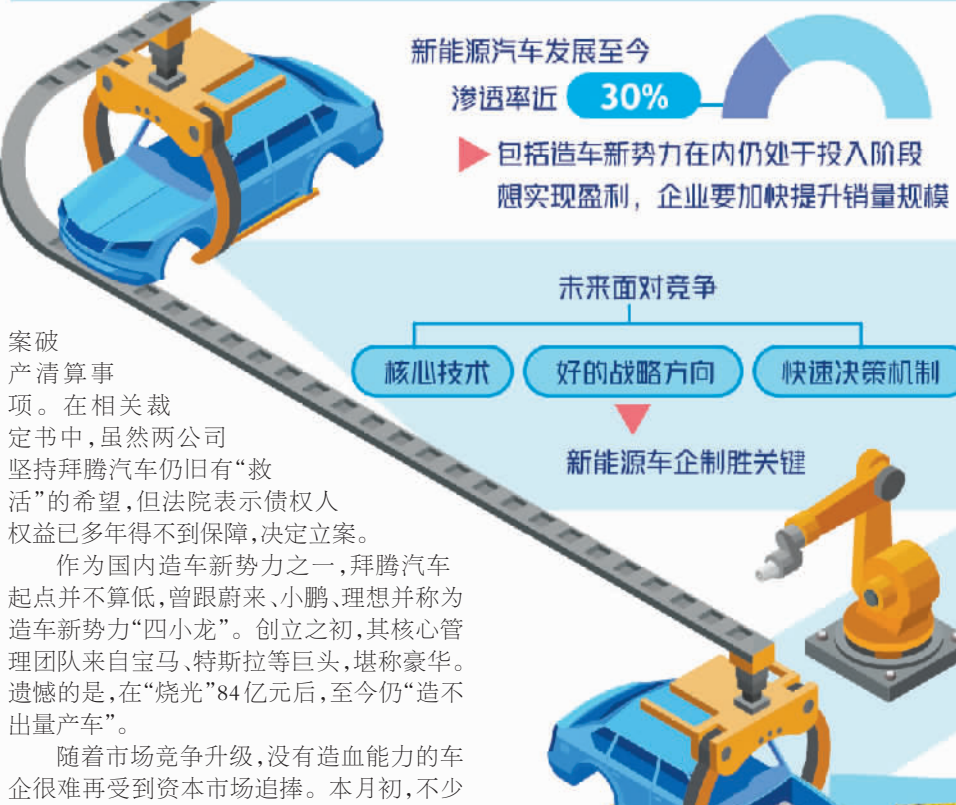 新能源汽车发展至今
渗透率近 30%
包括造车新势力在内仍处于投入阶段
想实现盈利，企业要加快提升销量规模
未来面对竞争
核心技术 好的战略方向 快速决策机制
新能源车企制胜关键
案破
产清算事
项。在相关裁
定书中,虽然两公司
坚持拜腾汽车仍旧有“救
活”的希望,但法院表示债权人
权益已多年得不到保障,决定立案。
作为国内造车新势力之一,拜腾汽车
起点并不算低,曾跟蔚来、小鹏、理想并称为
造车新势力“四小龙”。创立之初,其核心管
理团队来自宝马、特斯拉等巨头,堪称豪华。
遗憾的是,在“烧光”84亿元后,至今仍“造不
出量产车”。
随着市场竞争升级,没有造血能力的车
企很难再受到资本市场追捧。本月初,不少